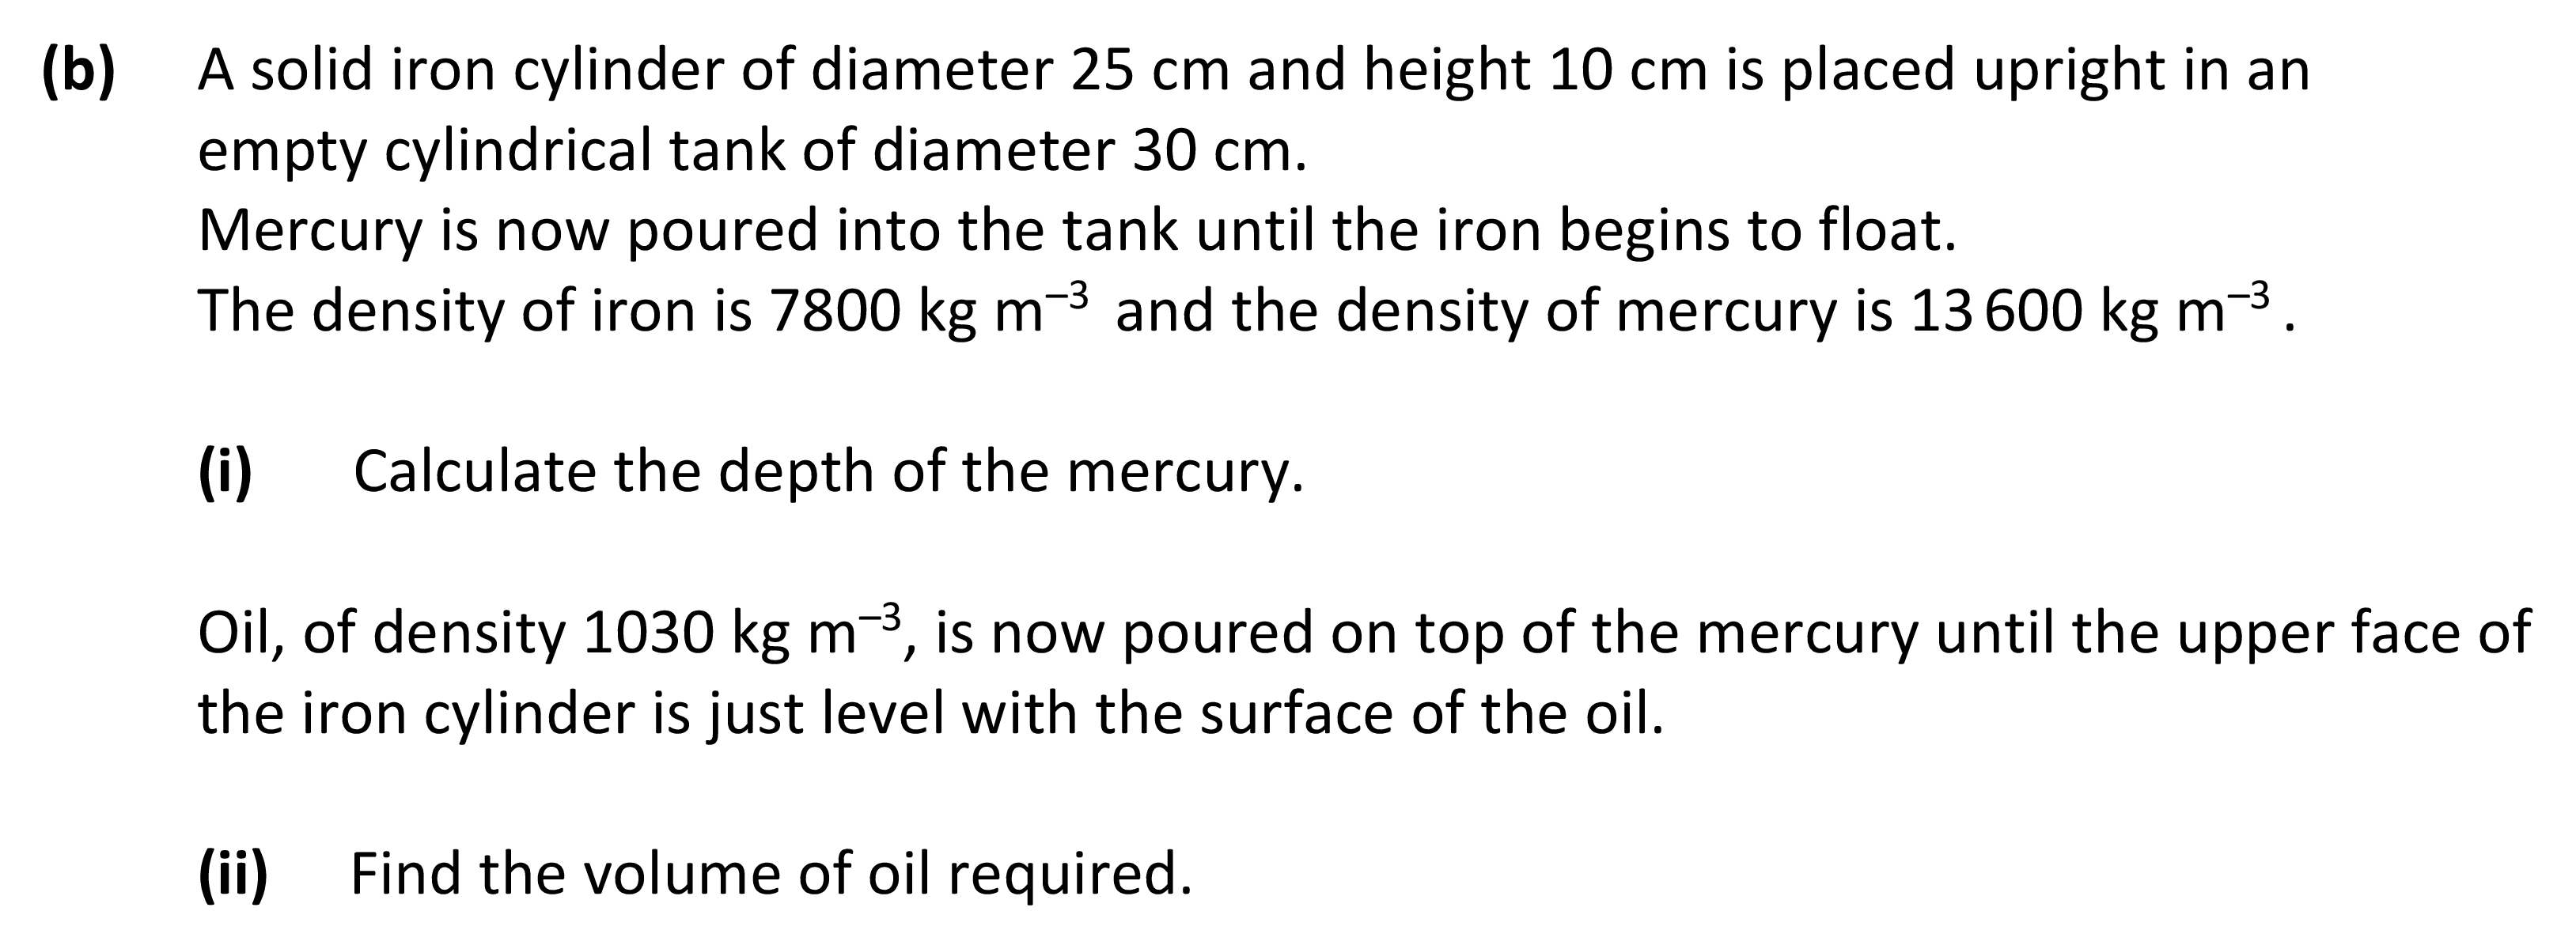 (b) A solid iron cylinder of diameter 25 cm and height 10 cm is placed upright in an
empty cylindrical tank of diameter 30 cm.
Mercury is now poured into the tank until the iron begins to float.
The density of iron is 7800 kg m⁻³ and the density of mercury is 13 600 kg m⁻³ .
(i) Calculate the depth of the mercury.
Oil, of density 1030 kg m⁻³, is now poured on top of the mercury until the upper face of
the iron cylinder is just level with the surface of the oil.
(ii) Find the volume of oil required.